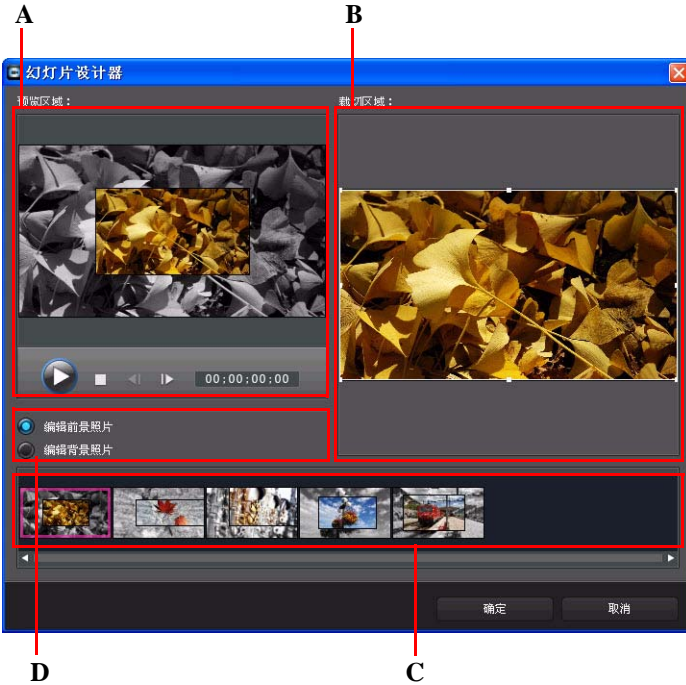 A
B
幻灯片设计器
预览区域：
裁切区域：
00;00;00;00
编辑前景照片
编辑背景照片
确定
取消
D
C